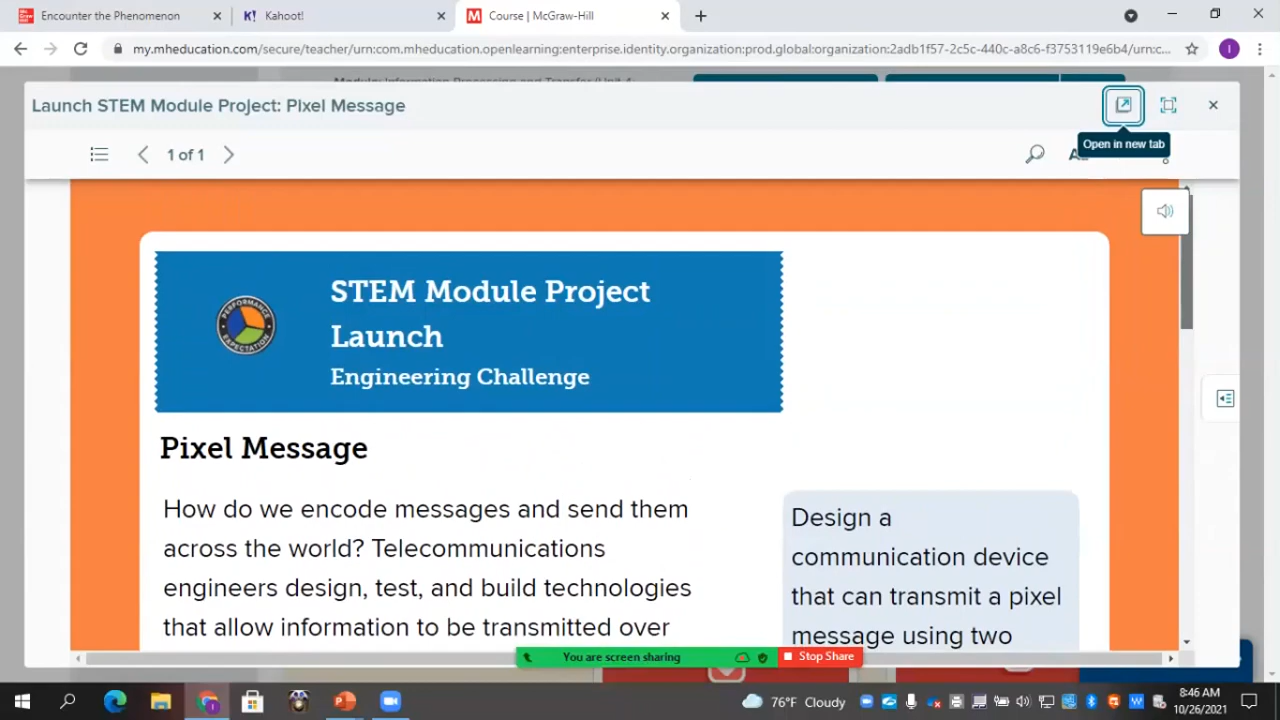 Encounter the Phenomenon
Kahoot!
Course | McGraw-Hill
my.mheducation.com/secure/teacher/urn:com.mheducation.openlearning:enterprise.identity.organization:prod.global:organization:2adb1f57-2c5c-440c-a8c6-f3753119e6b4/urn:c...
Launch STEM Module Project: Pixel Message
Open in new tab
1 of 1
STEM Module Project
Launch
Engineering Challenge
PERFORMANCE EXPECTATION
Pixel Message
How do we encode messages and send them
across the world? Telecommunications
engineers design, test, and build technologies
that allow information to be transmitted over
Design a
communication device
that can transmit a pixel
message using two
You are screen sharing
Stop Share
76°F Cloudy
8:46 AM
10/26/2021